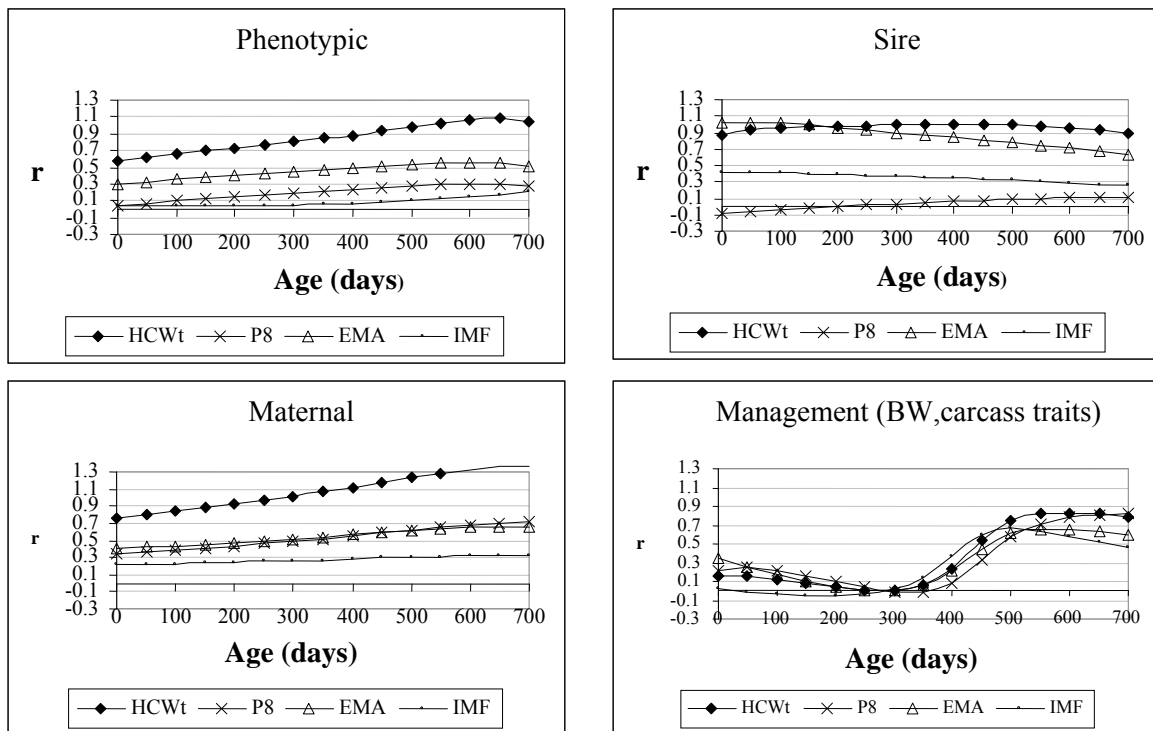 Phenotypic
1.3
1.1
0.9
0.7
0.5
0.3
0.1
-0.1
-0.3
r
0 100 200 300 400 500 600 700
Age (days)
HCWt P8 EMA IMF
Sire
1.3
1.1
0.9
0.7
0.5
0.3
0.1
-0.1
-0.3
r
0 100 200 300 400 500 600 700
Age (days)
HCWt P8 EMA IMF
Maternal
1.3
1.1
0.9
0.7
0.5
0.3
0.1
-0.1
-0.3
r
0 100 200 300 400 500 600 700
Age (days)
HCWt P8 EMA IMF
Management (BW,carcass traits)
1.3
1.1
0.9
0.7
0.5
0.3
0.1
-0.1
-0.3
r
0 100 200 300 400 500 600 700
Age (days)
HCWt P8 EMA IMF